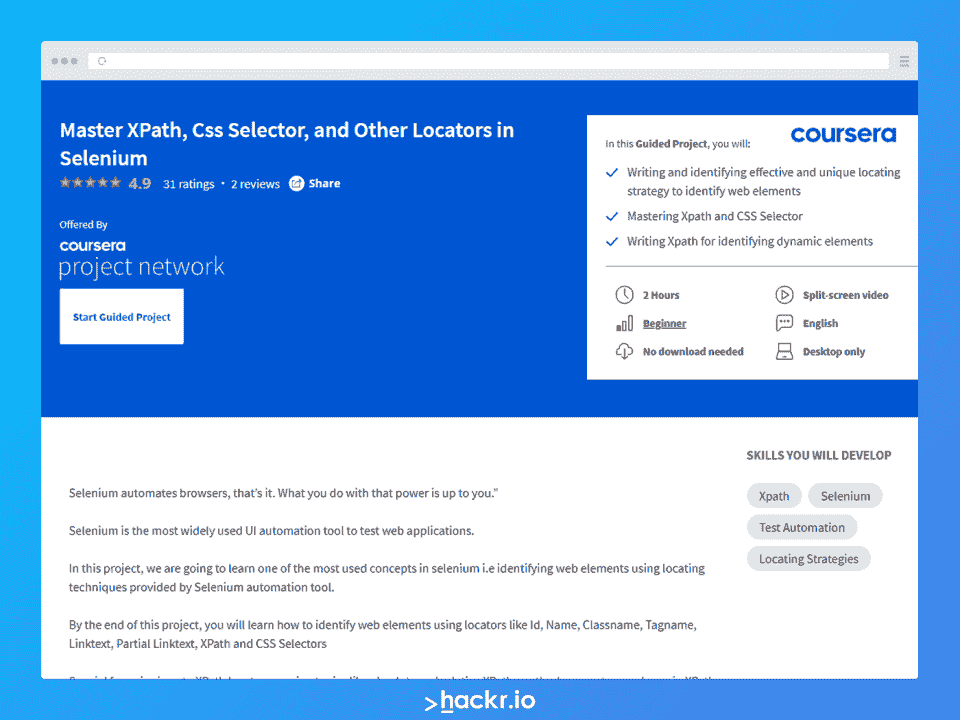 Master XPath, Css Selector, and Other Locators in
Selenium
4.9 31 ratings • 2 reviews Share
Offered By
coursera
project network
Start Guided Project
coursera
In this Guided Project, you will:
Writing and identifying effective and unique locating
strategy to identify web elements
Mastering Xpath and CSS Selector
Writing Xpath for identifying dynamic elements
2 Hours
Split-screen video
Beginner
English
No download needed
Desktop only
Selenium automates browsers, that's it. What you do with that power is up to you."
Selenium is the most widely used UI automation tool to test web applications.
In this project, we are going to learn one of the most used concepts in selenium i.e identifying web elements using locating
techniques provided by Selenium automation tool.
By the end of this project, you will learn how to identify web elements using locators like Id, Name, Classname, Tagname,
Linktext, Partial Linktext, XPath and CSS Selectors
SKILLS YOU WILL DEVELOP
Xpath Selenium
Test Automation
Locating Strategies
>hackr.io